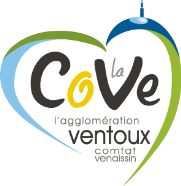 la
CoVe
l'agglomération
ventoux
comtat
venaissin